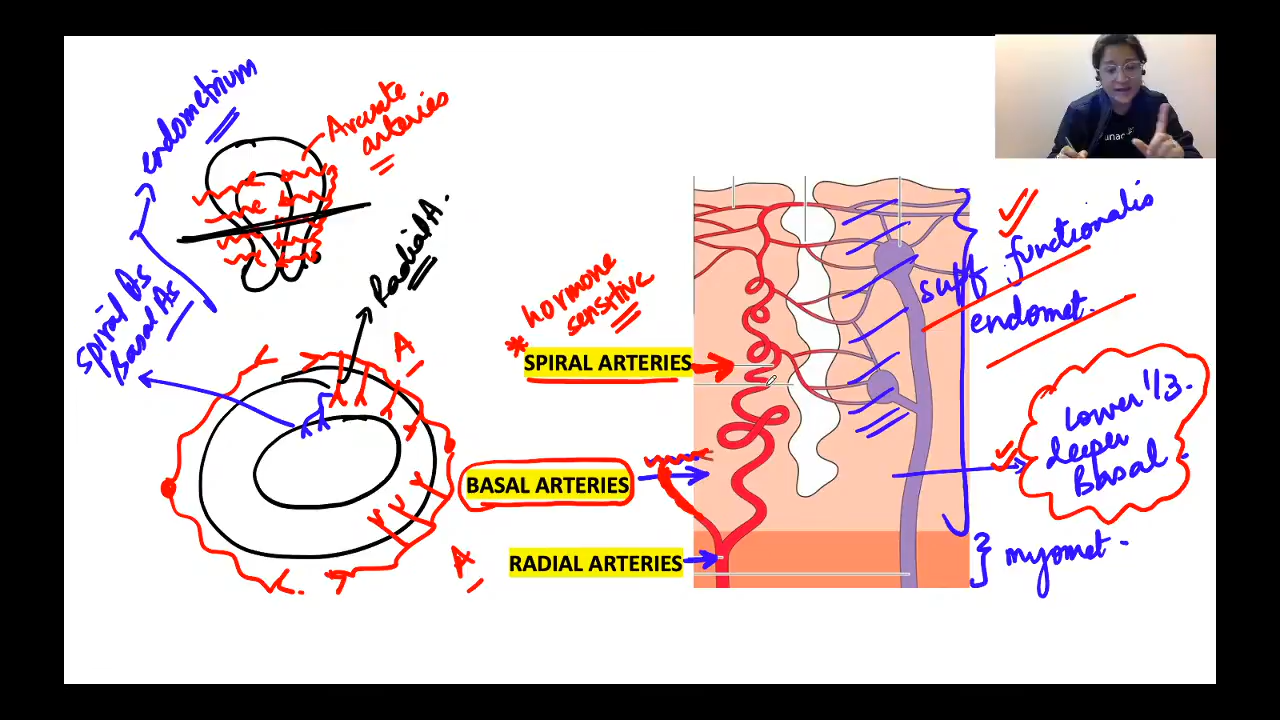 endometrium
Arcuate
arteries
Radial A.
Spiral As
Basal As
A
A
* hormone
sensitive
SPIRAL ARTERIES
BASAL ARTERIES
RADIAL ARTERIES
suff. functionalis
endomet.
Lower 1/3.
deeper
Basal.
} myomet.